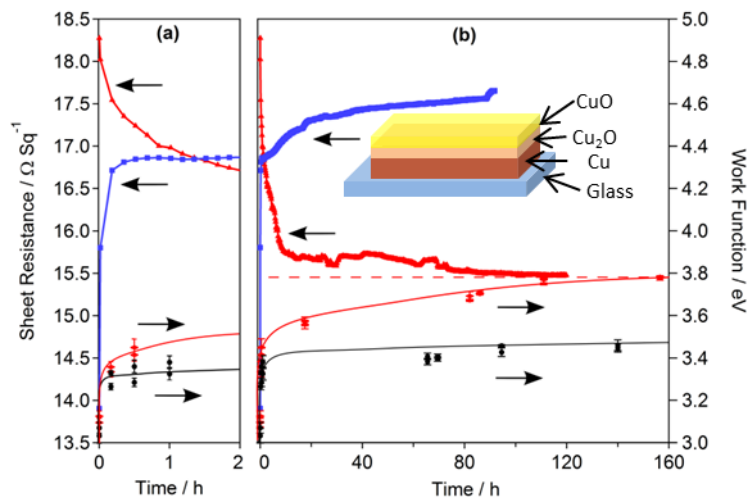 (a)
(b)
18.5
18.0
17.5
17.0
16.5
16.0
15.5
15.0
14.5
14.0
13.5
Sheet Resistance / Ω Sq⁻¹
5.0
4.8
4.6
4.4
4.2
4.0
3.8
3.6
3.4
3.2
3.0
Work Function / eV
CuO
Cu₂O
Cu
Glass
0 1 2
0 40 80 120 160
Time / h
Time / h